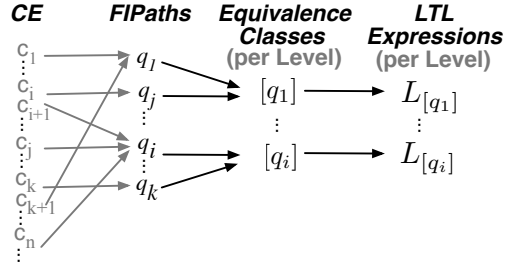 CE FIPaths Equivalence Classes (per Level) LTL Expressions (per Level)
c1 q1
ci qj [q1] L[q1]
ci+1
cj qi [qi] L[qi]
ck qk
ck+1
cn